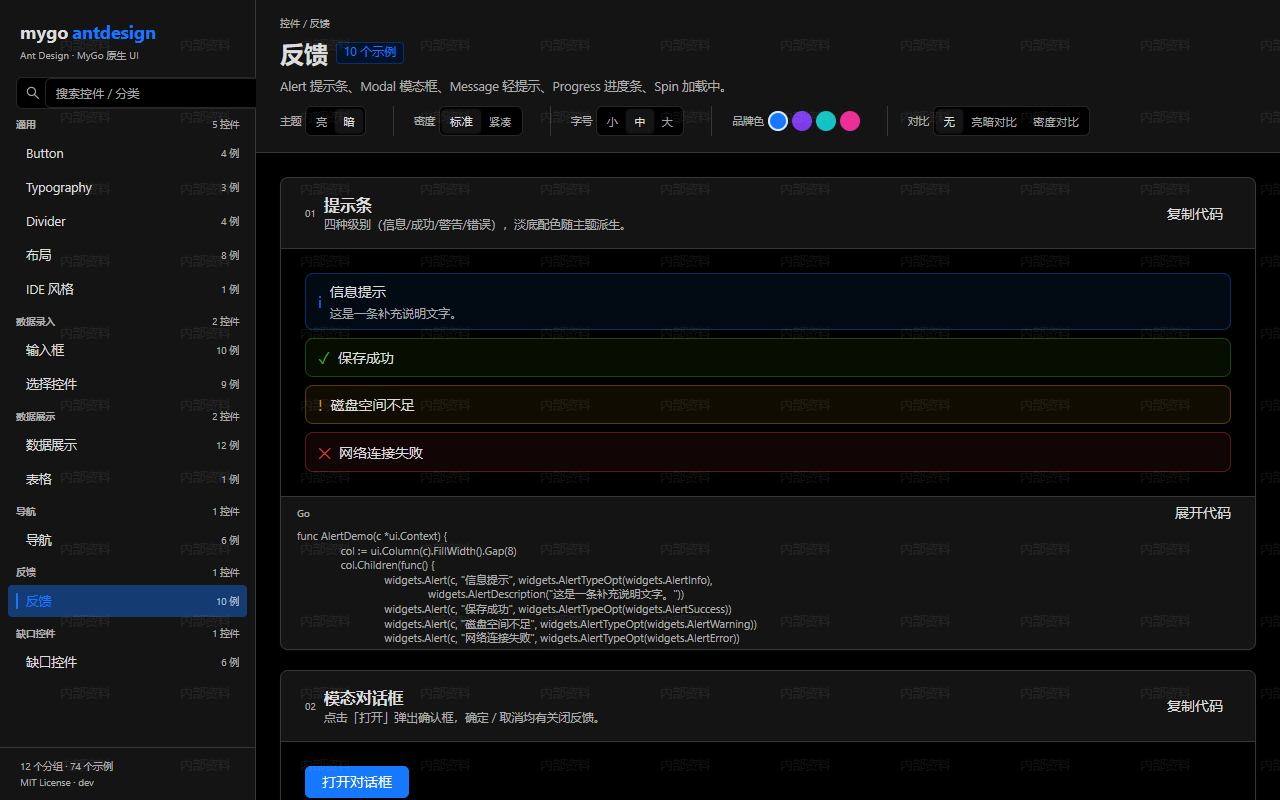 mygo antdesign
Ant Design · MyGo 原生 UI
搜索控件 / 分类
通用 5 控件
Button 4 例
Typography 3 例
Divider 4 例
布局 8 例
IDE 风格 1 例
数据录入 2 控件
输入框 10 例
选择控件 9 例
数据展示 2 控件
数据展示 12 例
表格 1 例
导航 1 控件
导航 6 例
反馈 1 控件
反馈 10 例
缺口控件 1 控件
缺口控件 6 例
12 个分组 · 74 个示例
MIT License · dev
控件 / 反馈
反馈 10 个示例
Alert 提示条、Modal 模态框、Message 轻提示、Progress 进度条、Spin 加载中。
主题 亮 暗 密度 标准 紧凑 字号 小 中 大 品牌色 对比 无 亮暗对比 密度对比
01 提示条
四种级别（信息/成功/警告/错误），淡底配色随主题派生。
复制代码
信息提示
这是一条补充说明文字。
保存成功
磁盘空间不足
网络连接失败
Go 展开代码
func AlertDemo(c *ui.Context) {
col := ui.Column(c).FillWidth().Gap(8)
col.Children(func() {
widgets.Alert(c, "信息提示", widgets.AlertTypeOpt(widgets.AlertInfo),
widgets.AlertDescription("这是一条补充说明文字。"))
widgets.Alert(c, "保存成功", widgets.AlertTypeOpt(widgets.AlertSuccess))
widgets.Alert(c, "磁盘空间不足", widgets.AlertTypeOpt(widgets.AlertWarning))
widgets.Alert(c, "网络连接失败", widgets.AlertTypeOpt(widgets.AlertError))
02 模态对话框
点击「打开」弹出确认框，确定 / 取消均有关闭反馈。
复制代码
打开对话框
内部资料